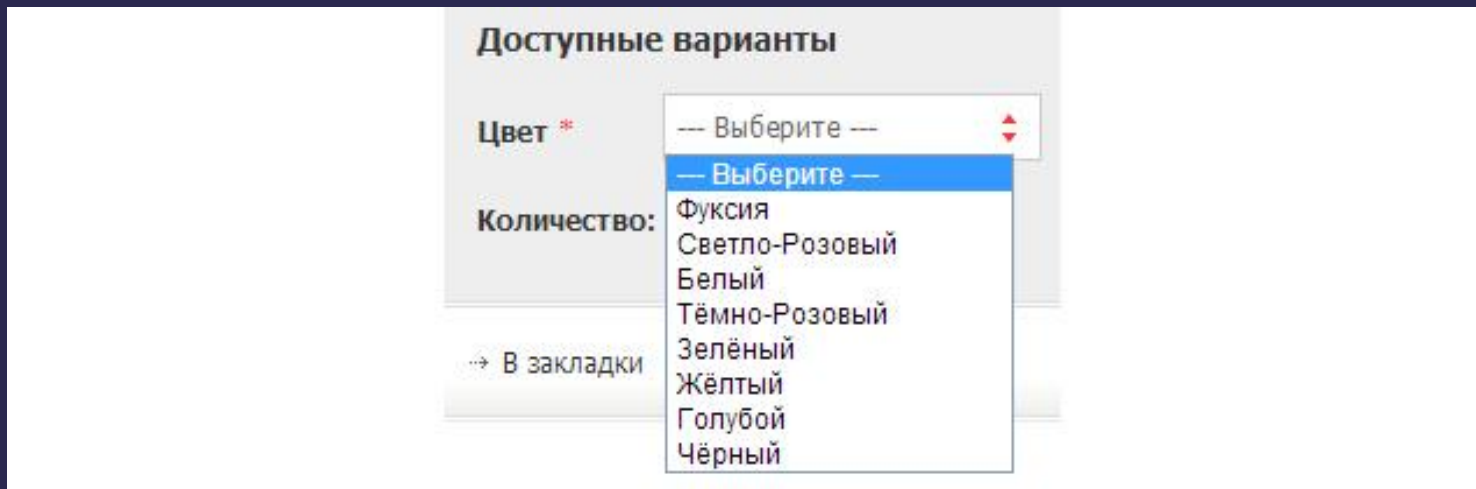 Доступные варианты
Цвет *
--- Выберите ---
--- Выберите ---
Фуксия
Количество:
Светло-Розовый
Белый
Тёмно-Розовый
Зелёный
→ В закладки
Жёлтый
Голубой
Чёрный